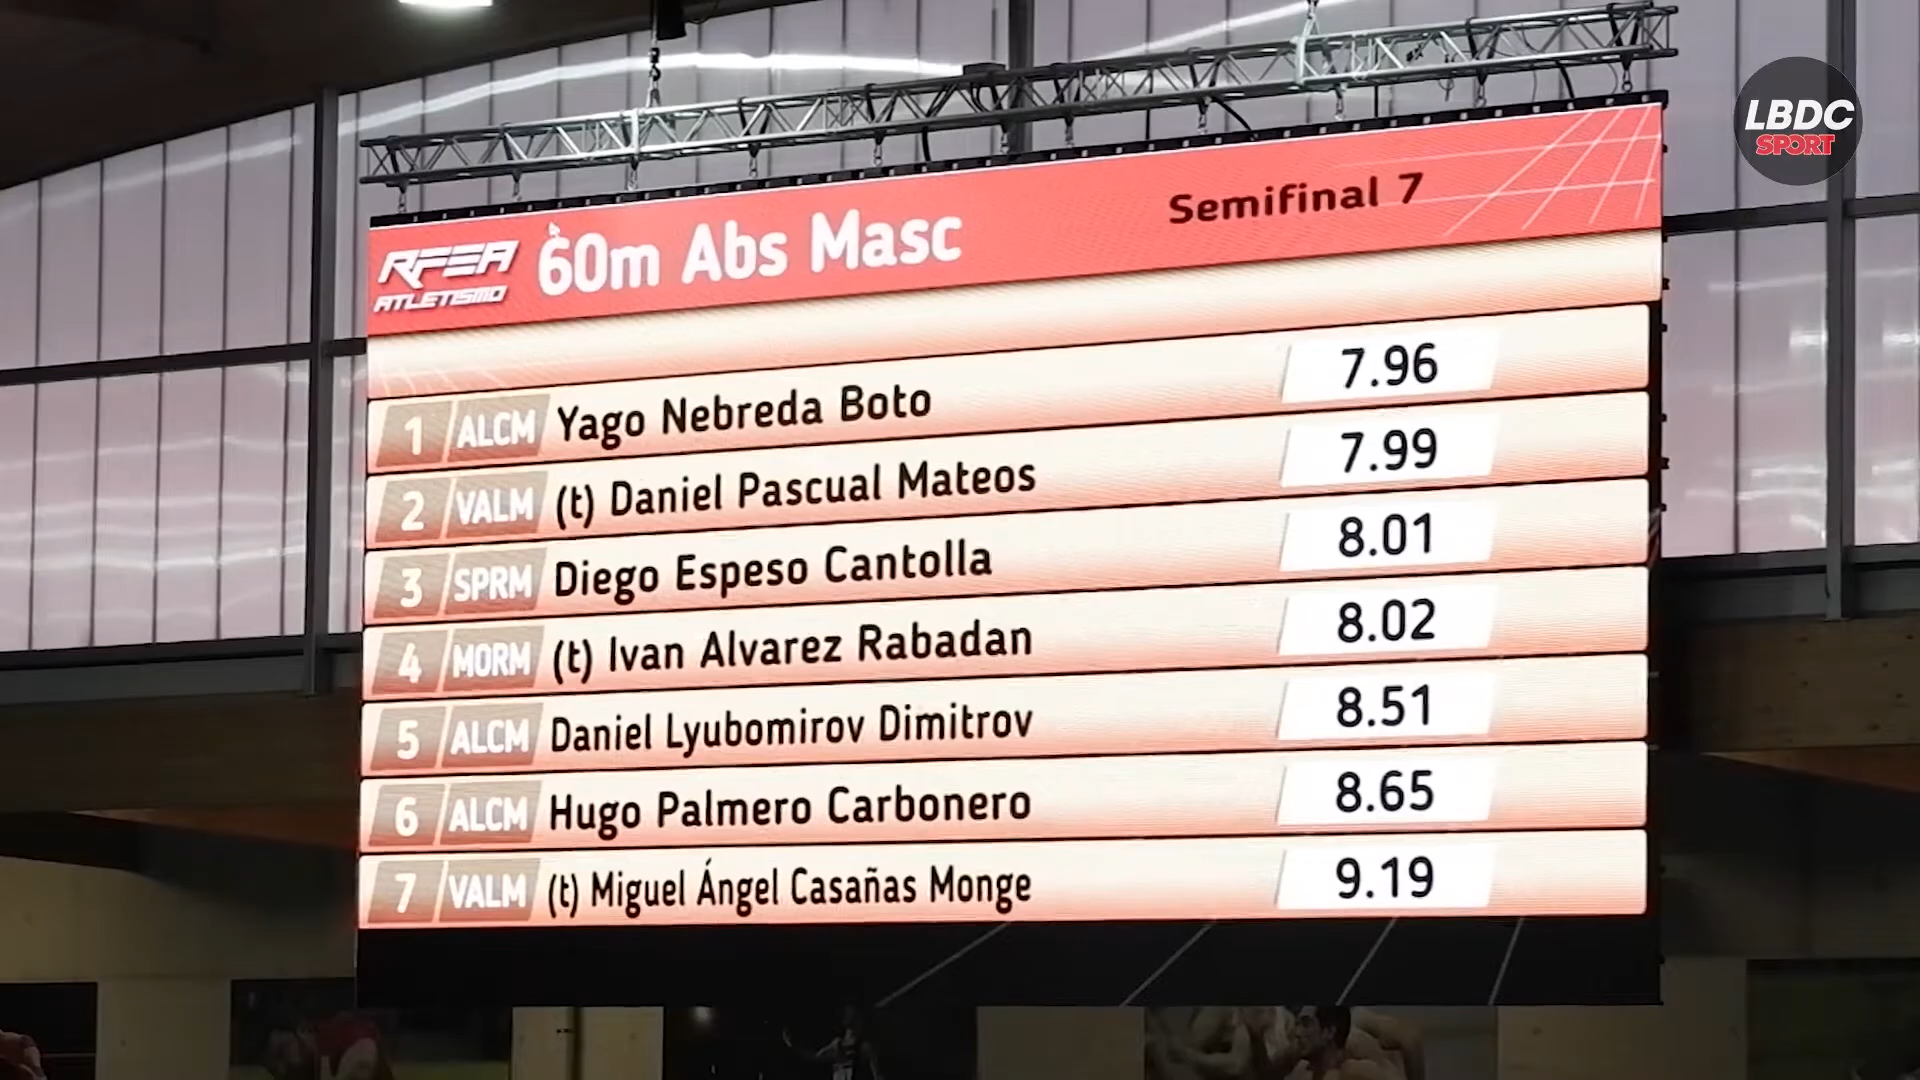 LBDC
SPORT
RFEA
ATLETISMO
60m Abs Masc
Semifinal 7
1 ALCM Yago Nebreda Boto 7.96
2 VALM (t) Daniel Pascual Mateos 7.99
3 SPRM Diego Espeso Cantolla 8.01
4 MORM (t) Ivan Alvarez Rabadan 8.02
5 ALCM Daniel Lyubomirov Dimitrov 8.51
6 ALCM Hugo Palmero Carbonero 8.65
7 VALM (t) Miguel Ángel Casañas Monge 9.19